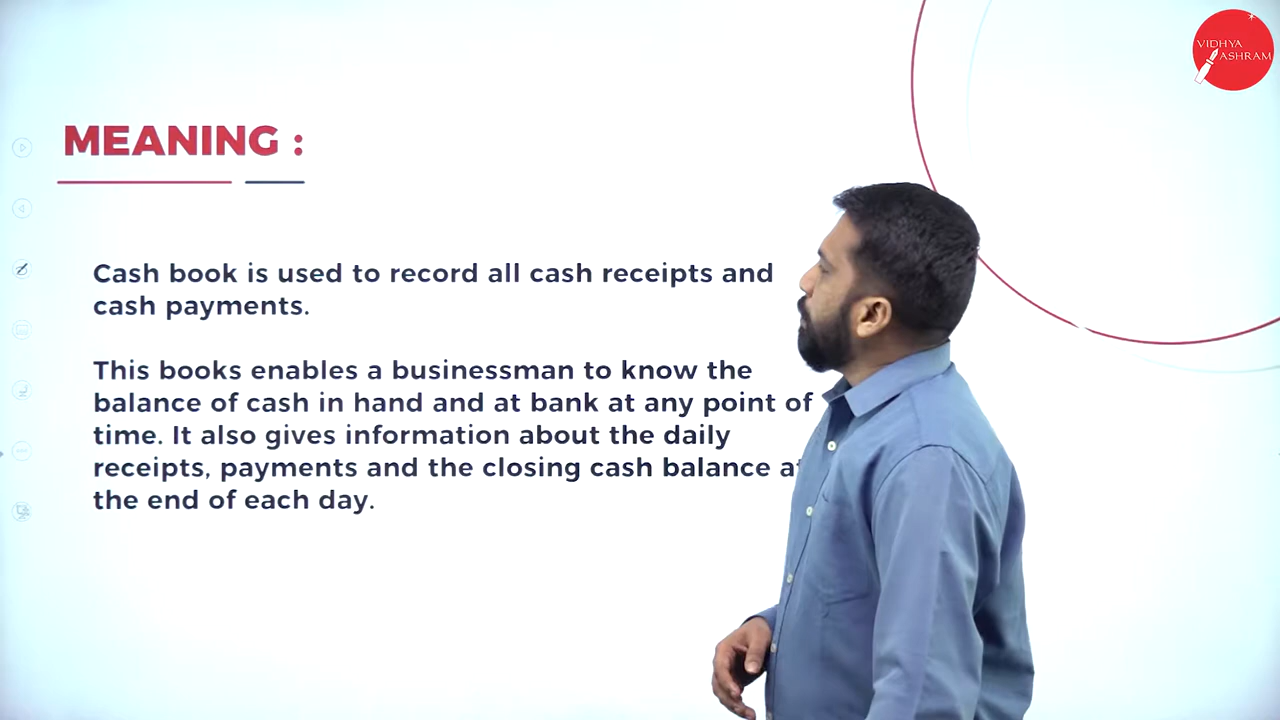 VIDHYA
ASHRAM
MEANING :
Cash book is used to record all cash receipts and
cash payments.
This books enables a businessman to know the
balance of cash in hand and at bank at any point of
time. It also gives information about the daily
receipts, payments and the closing cash balance at
the end of each day.